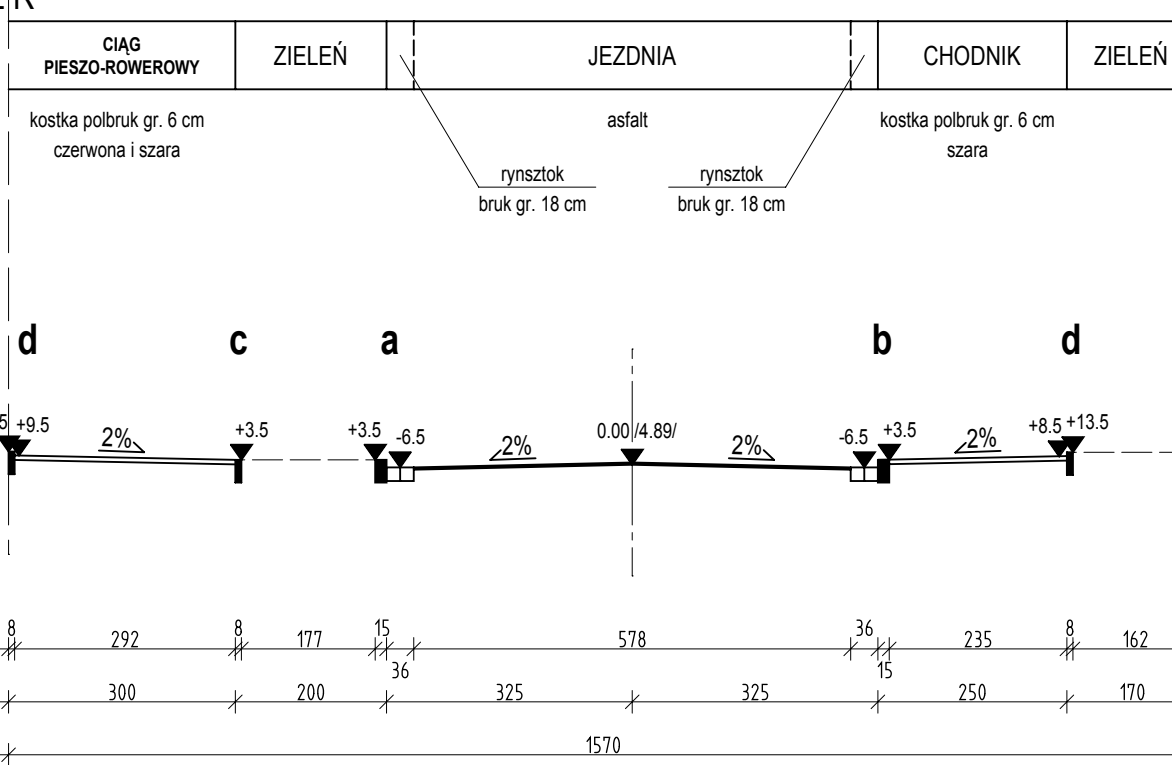 CIĄG
PIESZO-ROWEROWY
ZIELEŃ
JEZDNIA
CHODNIK
ZIELEŃ
kostka polbruk gr. 6 cm
czerwona i szara
asfalt
kostka polbruk gr. 6 cm
szara
rynsztok
bruk gr. 18 cm
rynsztok
bruk gr. 18 cm
d c a b d
5 +9.5 2% +3.5 +3.5 -6.5 2% 0.00 /4.89/ 2% -6.5 +3.5 2% +8.5 +13.5
8 292 8 177 15 36 578 36 15 235 8 162
300 200 325 325 250 170
1570